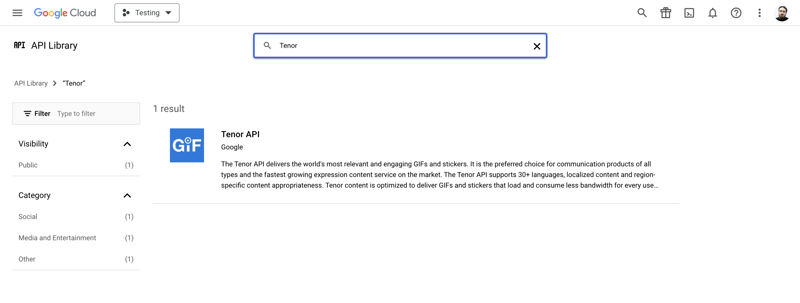 Google Cloud
Testing
API API Library
Tenor
API Library
"Tenor"
Filter Type to filter
Visibility
Public (1)
Category
Social (1)
Media and Entertainment (1)
Other (1)
1 result
GIF
Tenor API
Google
The Tenor API delivers the world's most relevant and engaging GIFs and stickers. It is the preferred choice for communication products of all
types and the fastest growing expression content service on the market. The Tenor API supports 30+ languages, localized content and region-
specific content appropriateness. Tenor content is optimized to deliver GIFs and stickers that load and consume less bandwidth for every use...